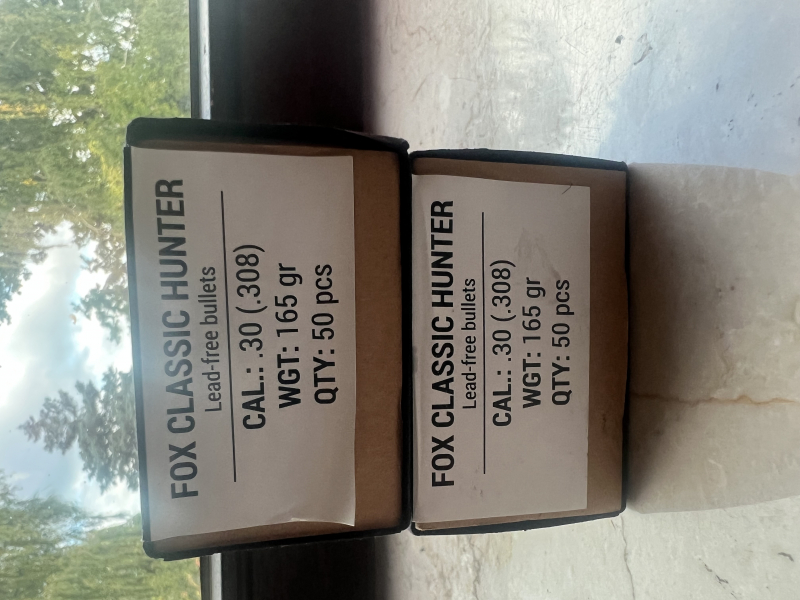 FOX CLASSIC HUNTER
Lead-free bullets
CAL.: .30 (.308)
WGT: 165 gr
QTY: 50 pcs
FOX CLASSIC HUNTER
Lead-free bullets
CAL.: .30 (.308)
WGT: 165 gr
QTY: 50 pcs